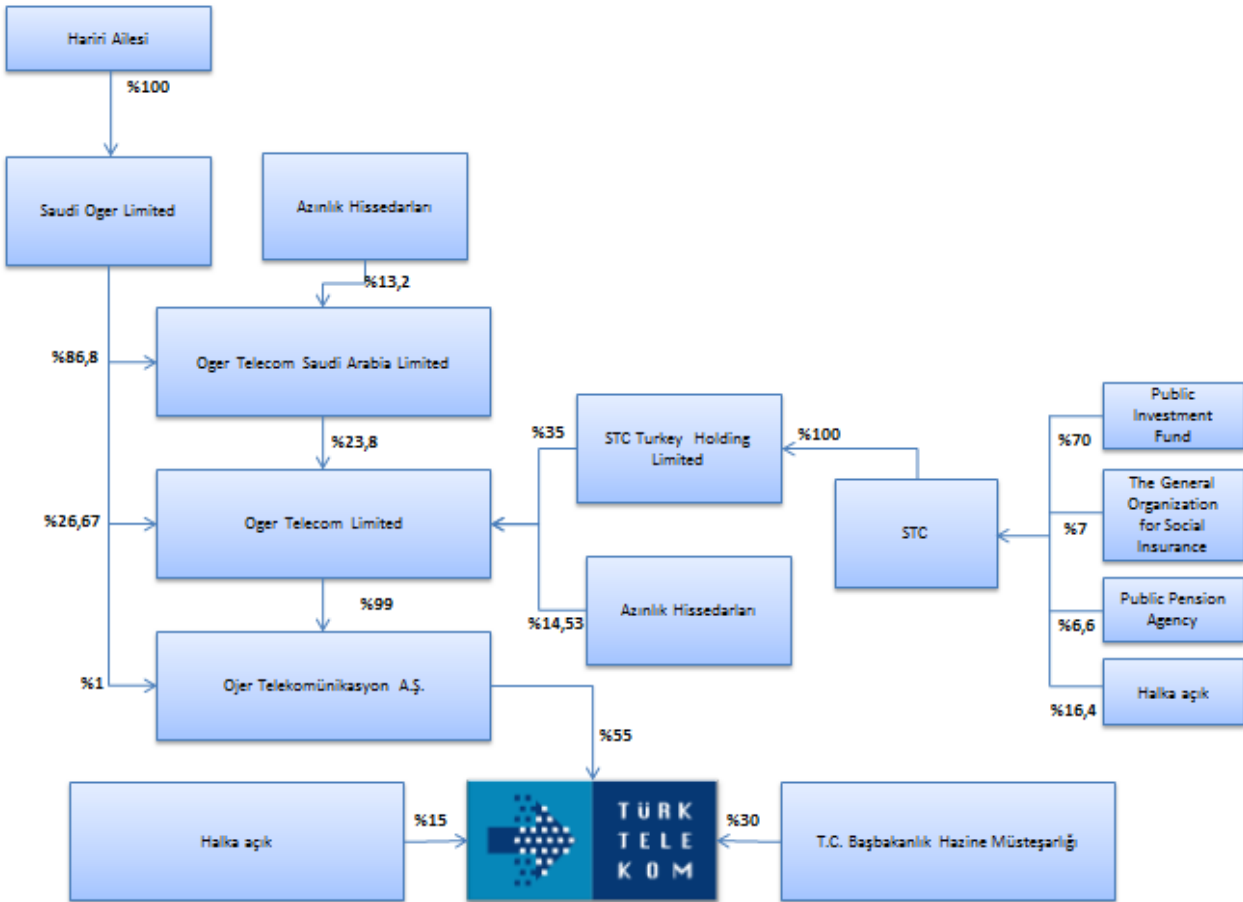 Hariri Ailesi
%100
Saudi Oger Limited
Azınlık Hissedarları
%13,2
%86,8
Oger Telecom Saudi Arabia Limited
%23,8
%26,67
Oger Telecom Limited
%35
STC Turkey Holding
Limited
%100
STC
%70
Public
Investment
Fund
%7
The General
Organization
for Social
Insurance
%6,6
Public Pension
Agency
%16,4
Halka açık
%14,53
Azınlık Hissedarları
%99
%1
Ojer Telekomünikasyon A.Ş.
%55
Halka açık
%15
TÜRK
TELE
KOM
%30
T.C. Başbakanlık Hazine Müsteşarlığı